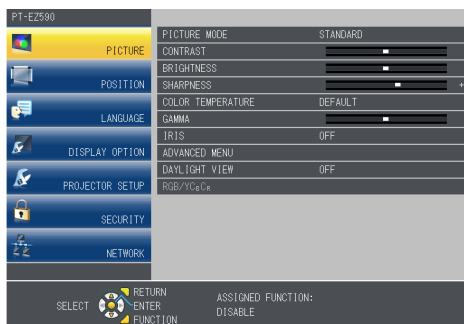 PT-EZ590
PICTURE
POSITION
LANGUAGE
DISPLAY OPTION
PROJECTOR SETUP
SECURITY
NETWORK
PICTURE MODE STANDARD
CONTRAST
BRIGHTNESS
SHARPNESS +
COLOR TEMPERATURE DEFAULT
GAMMA
IRIS OFF
ADVANCED MENU
DAYLIGHT VIEW OFF
RGB/YCBCR
SELECT
RETURN
ENTER
FUNCTION
ASSIGNED FUNCTION:
DISABLE